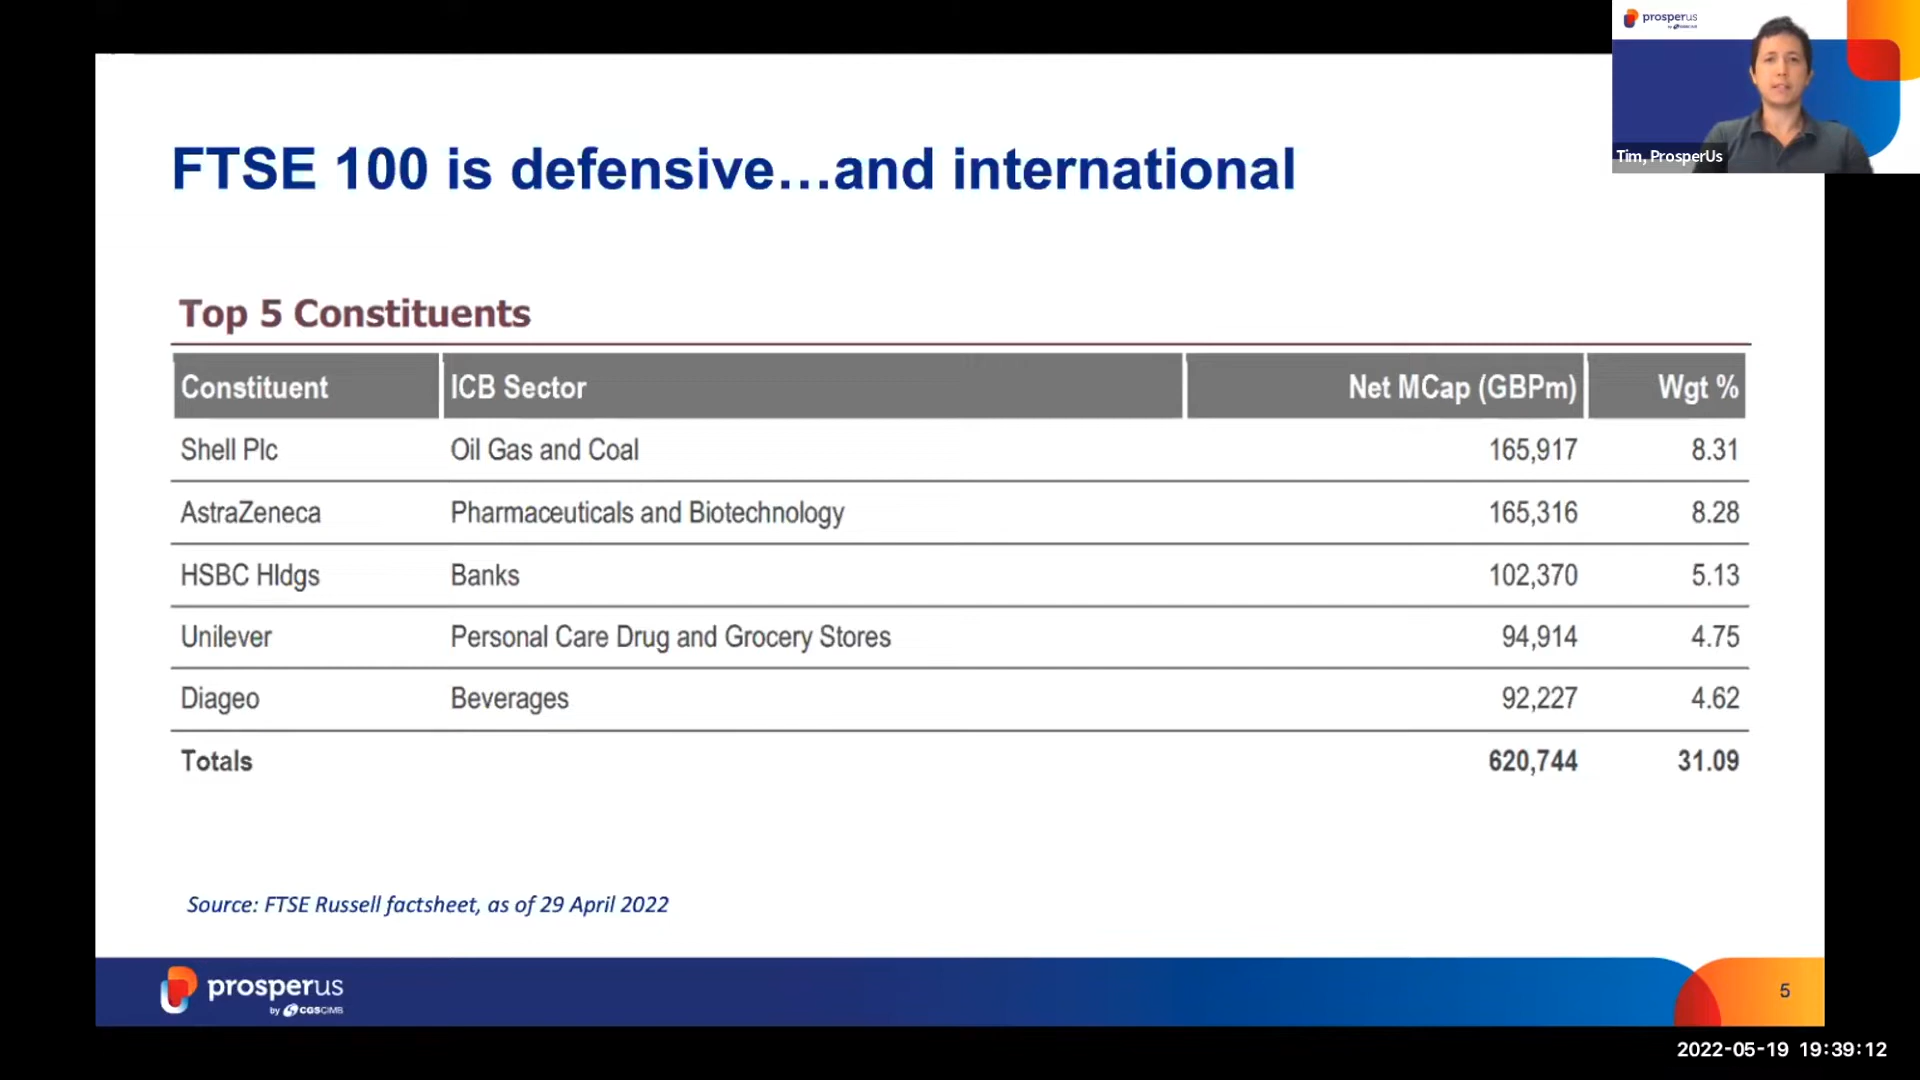 prosperus
Tim, ProsperUs
FTSE 100 is defensive...and international
Top 5 Constituents
Constituent ICB Sector Net MCap (GBPm) Wgt %
Shell Plc Oil Gas and Coal 165,917 8.31
AstraZeneca Pharmaceuticals and Biotechnology 165,316 8.28
HSBC Hldgs Banks 102,370 5.13
Unilever Personal Care Drug and Grocery Stores 94,914 4.75
Diageo Beverages 92,227 4.62
Totals 620,744 31.09
Source: FTSE Russell factsheet, as of 29 April 2022
prosperus
by CGSCIMB
5
2022-05-19 19:39:12